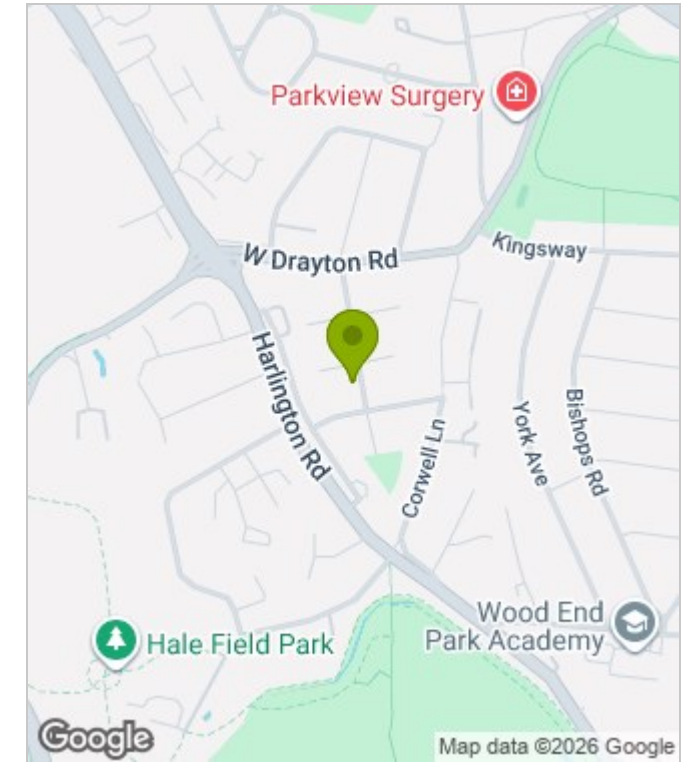 Parkview Surgery
W Drayton Rd
Kingsway
Harlington Rd
York Ave
Bishops Rd
Corwell Ln
Wood End
Park Academy
Hale Field Park
Google
Map data ©2026 Google